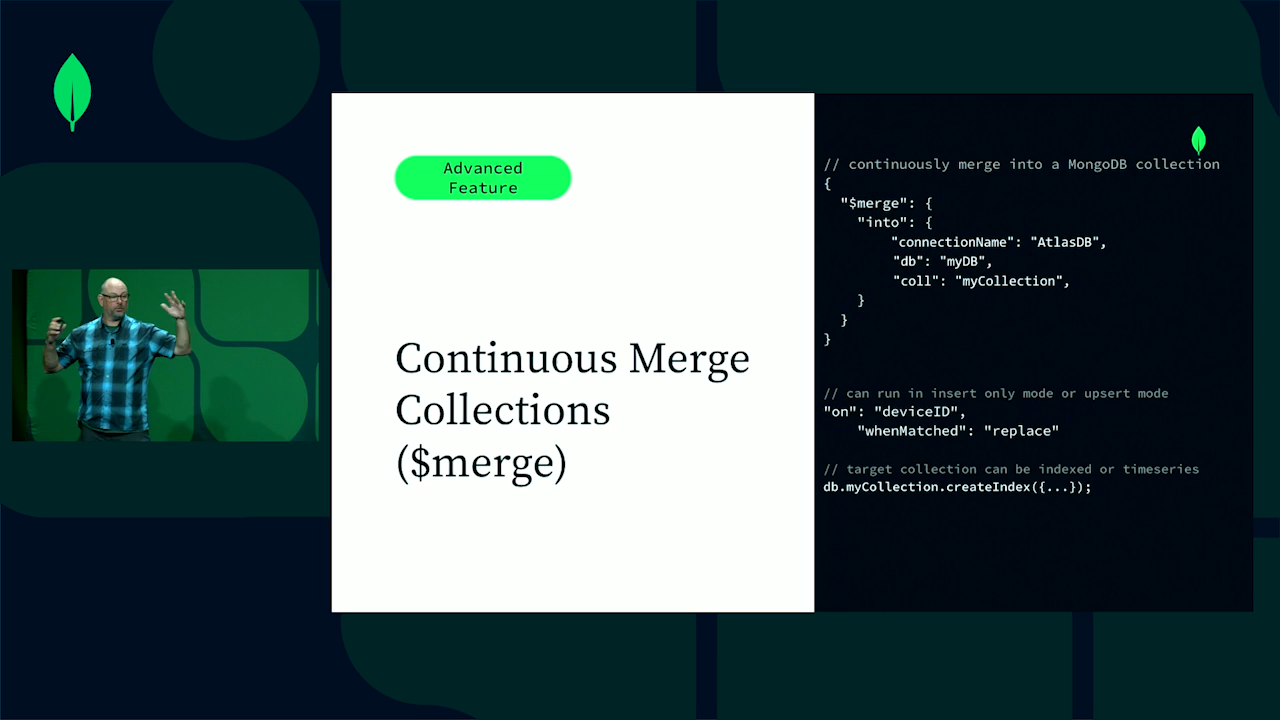 Advanced
Feature
Continuous Merge
Collections
($merge)
// continuously merge into a MongoDB collection
{
"$merge": {
"into": {
"connectionName": "AtlasDB",
"db": "myDB",
"coll": "myCollection",
}
}
}
// can run in insert only mode or upsert mode
"on": "deviceID",
"whenMatched": "replace"
// target collection can be indexed or timeseries
db.myCollection.createIndex({...});